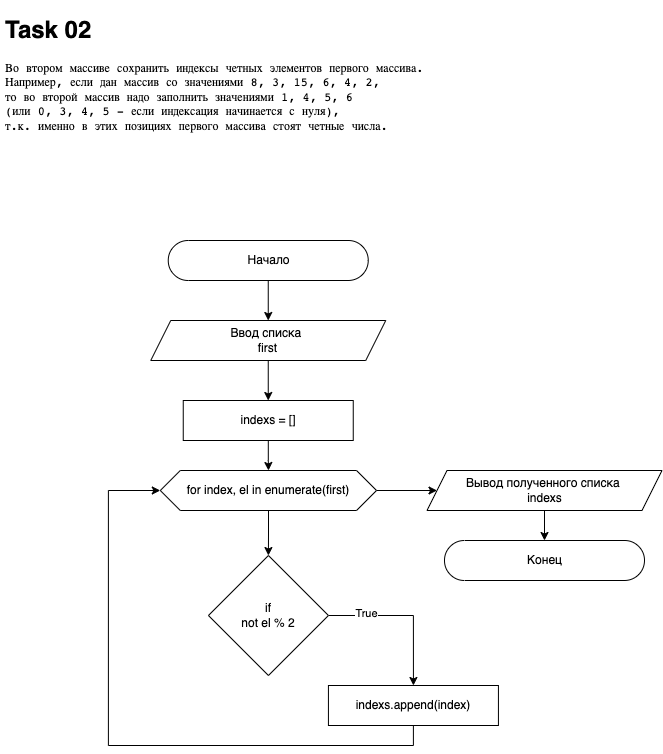 Task 02
Во втором массиве сохранить индексы четных элементов первого массива.
Например, если дан массив со значениями 8, 3, 15, 6, 4, 2,
то во второй массив надо заполнить значениями 1, 4, 5, 6
(или 0, 3, 4, 5 - если индексация начинается с нуля),
т.к. именно в этих позициях первого массива стоят четные числа.
Начало
Ввод списка
first
indexs = []
for index, el in enumerate(first)
Вывод полученного списка
indexs
Конец
if
not el % 2
True
indexs.append(index)